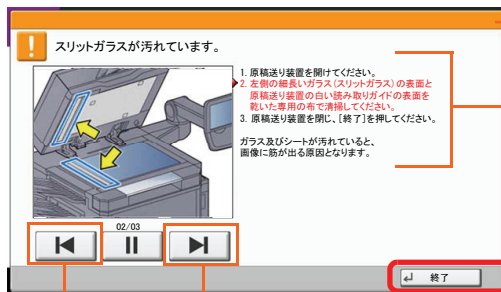 スリットガラスが汚れています。
1. 原稿送り装置を開けてください。
2. 左側の細長いガラス(スリットガラス)の表面と
原稿送り装置の白い読み取りガイドの表面を
乾いた専用の布で清掃してください。
3. 原稿送り装置を閉じ、[終了]を押してください。
ガラス及びシートが汚れていると、
画像に筋が出る原因となります。
02/03
終了